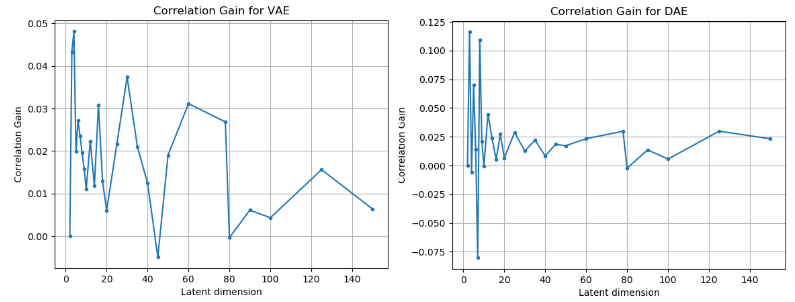 Correlation Gain for VAE
Correlation Gain
0.05
0.04
0.03
0.02
0.01
0.00
0 20 40 60 80 100 120 140
Latent dimension
Correlation Gain for DAE
Correlation Gain
0.125
0.100
0.075
0.050
0.025
0.000
−0.025
−0.050
−0.075
0 20 40 60 80 100 120 140
Latent dimension